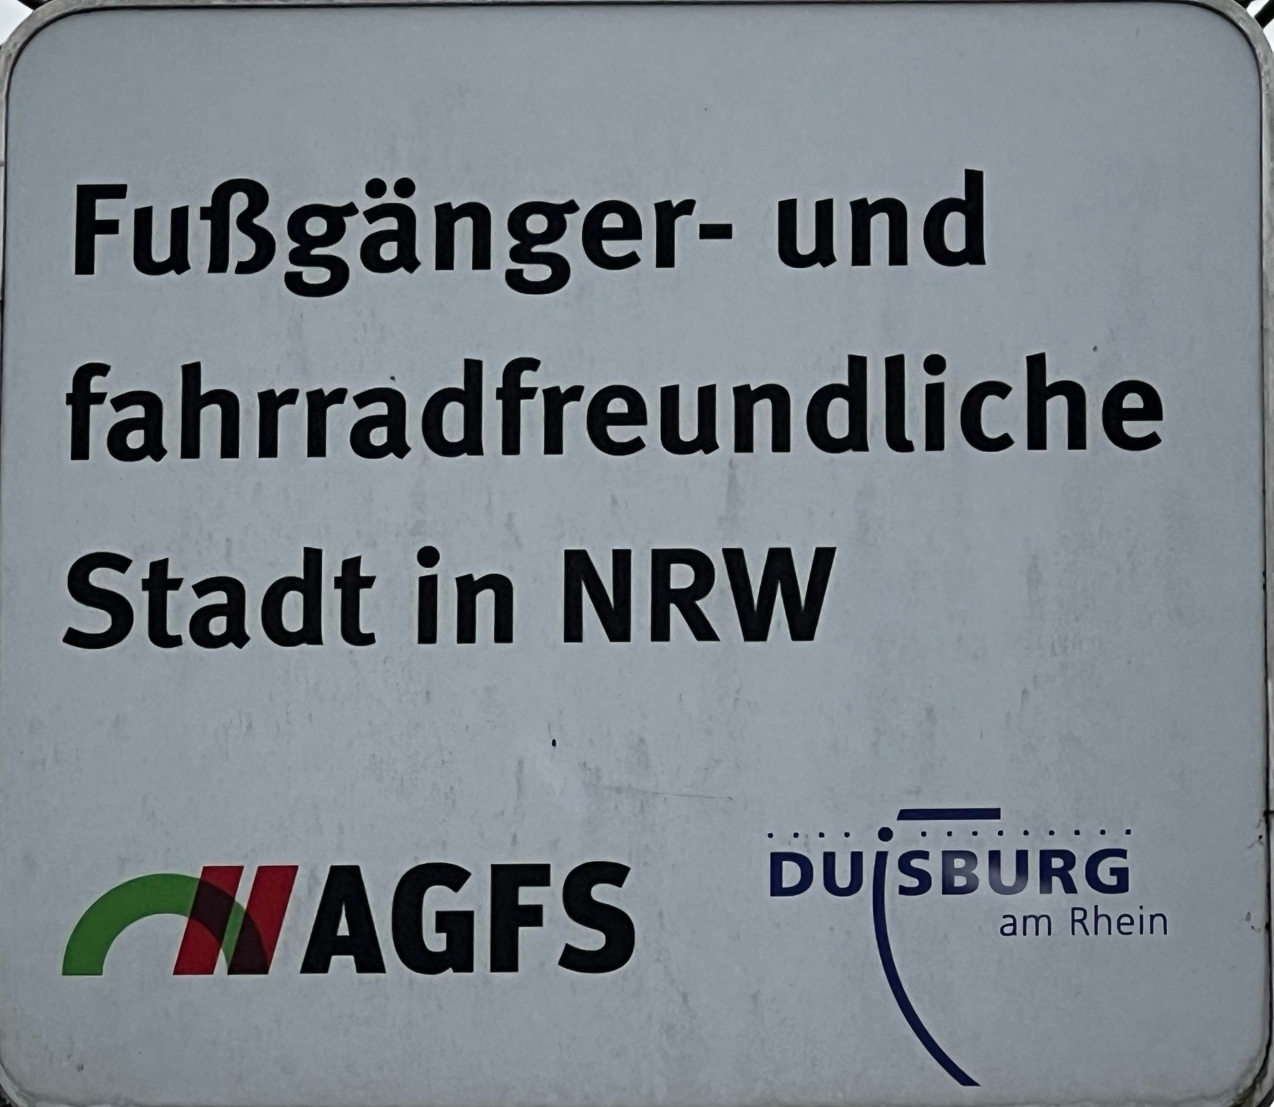 Fußgänger- und
fahrradfreundliche
Stadt in NRW
AGFS
DUISBURG
am Rhein